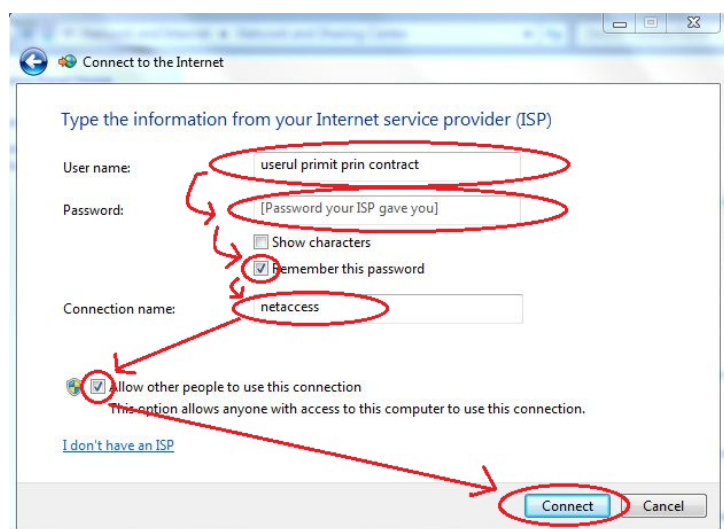 Connect to the Internet
Type the information from your Internet service provider (ISP)
User name: userul primit prin contract
Password: [Password your ISP gave you]
Show characters
Remember this password
Connection name: netaccess
Allow other people to use this connection
This option allows anyone with access to this computer to use this connection.
I don't have an ISP
Connect Cancel